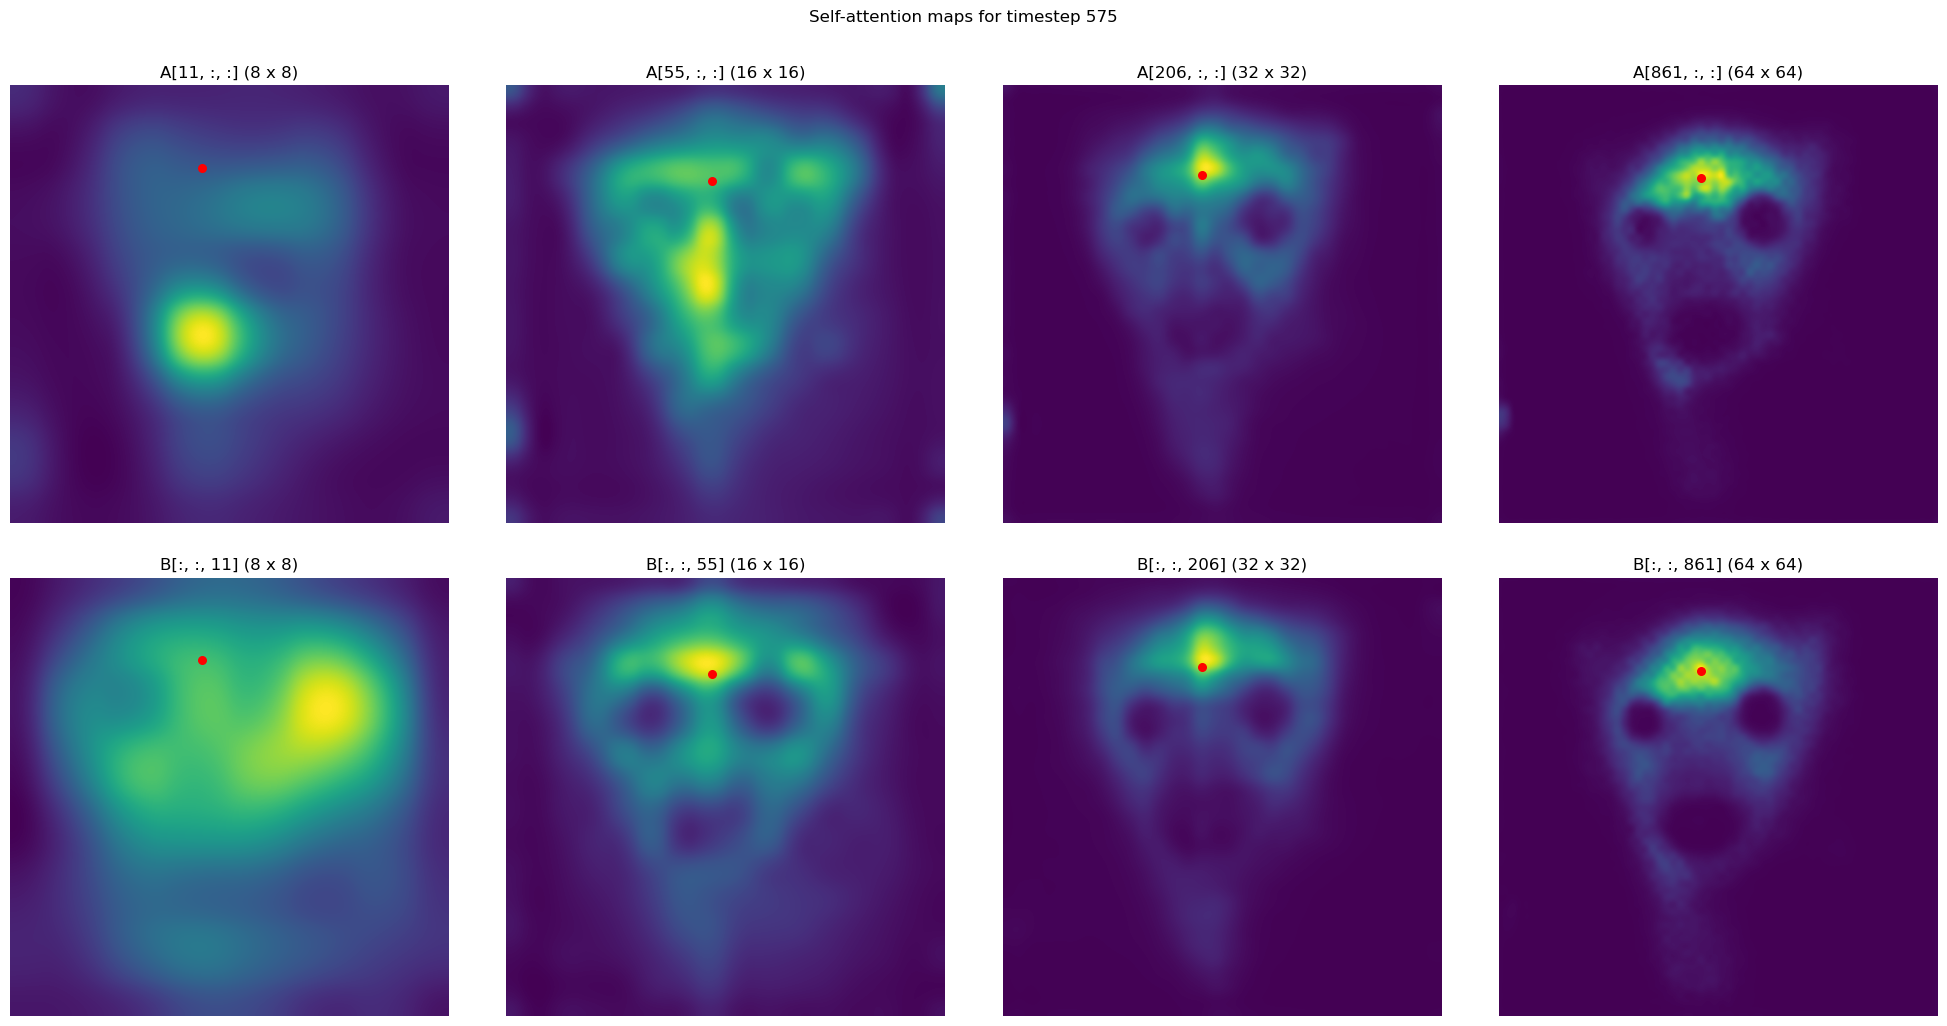 Self-attention maps for timestep 575
A[11, :, :] (8 x 8)
A[55, :, :] (16 x 16)
A[206, :, :] (32 x 32)
A[861, :, :] (64 x 64)
B[:, :, 11] (8 x 8)
B[:, :, 55] (16 x 16)
B[:, :, 206] (32 x 32)
B[:, :, 861] (64 x 64)